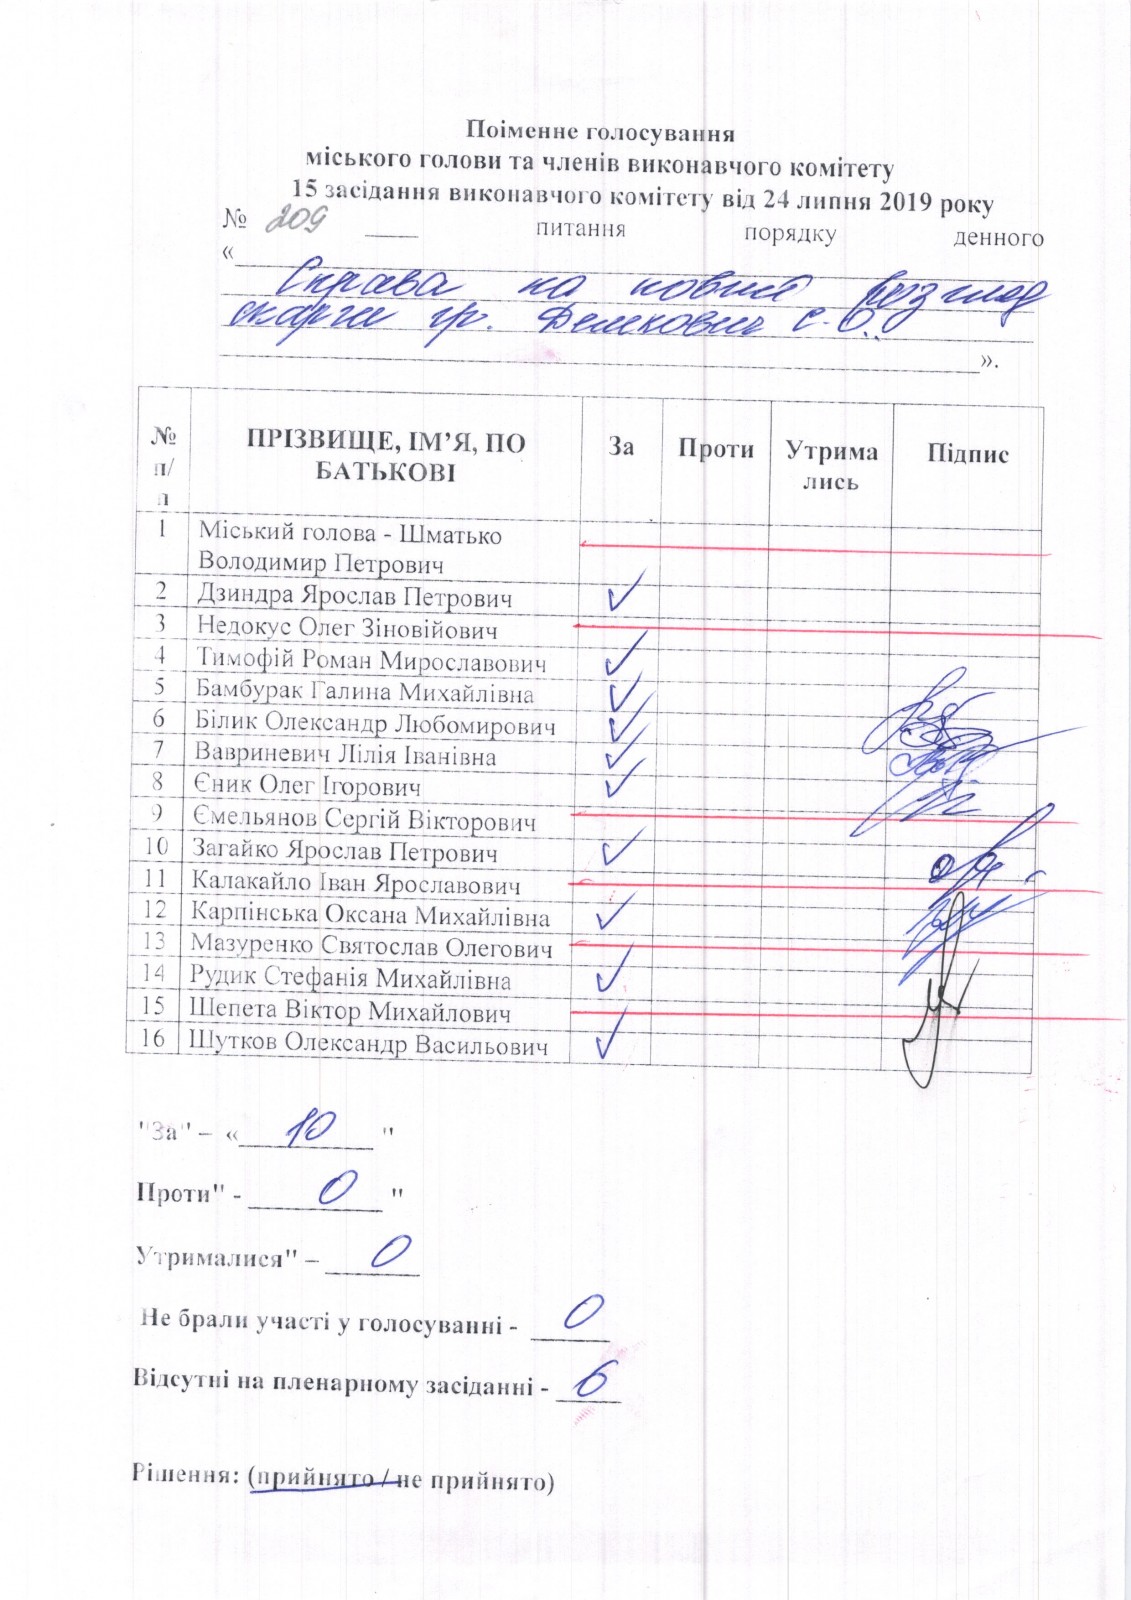 Поіменне голосування
міського голови та членів виконавчого комітету
15 засідання виконавчого комітету від 24 липня 2019 року
№ 209 ____ питання порядку денного
«
Справа на новий розгляд
скарги гр. С.О.
».
№ п/п ПРІЗВИЩЕ, ІМ’Я, ПО БАТЬКОВІ За Проти Утрима лись Підпис
1 Міський голова - Шматько
Володимир Петрович
2 Дзиндра Ярослав Петрович ✓
3 Недокус Олег Зіновійович
4 Тимофій Роман Мирославович ✓
5 Бамбурак Галина Михайлівна ✓
6 Білик Олександр Любомирович ✓
7 Вавриневич Лілія Іванівна ✓
8 Єник Олег Ігорович ✓
9 Ємельянов Сергій Вікторович
10 Загайко Ярослав Петрович ✓
11 Калакайло Іван Ярославович
12 Карпінська Оксана Михайлівна ✓
13 Мазуренко Святослав Олегович
14 Рудик Стефанія Михайлівна ✓
15 Шепета Віктор Михайлович
16 Шутков Олександр Васильович ✓
"За" – « 10 "
Проти" - 0 "
Утрималися" – 0
Не брали участі у голосуванні - 0
Відсутні на пленарному засіданні - 6
Рішення: (прийнято / не прийнято)